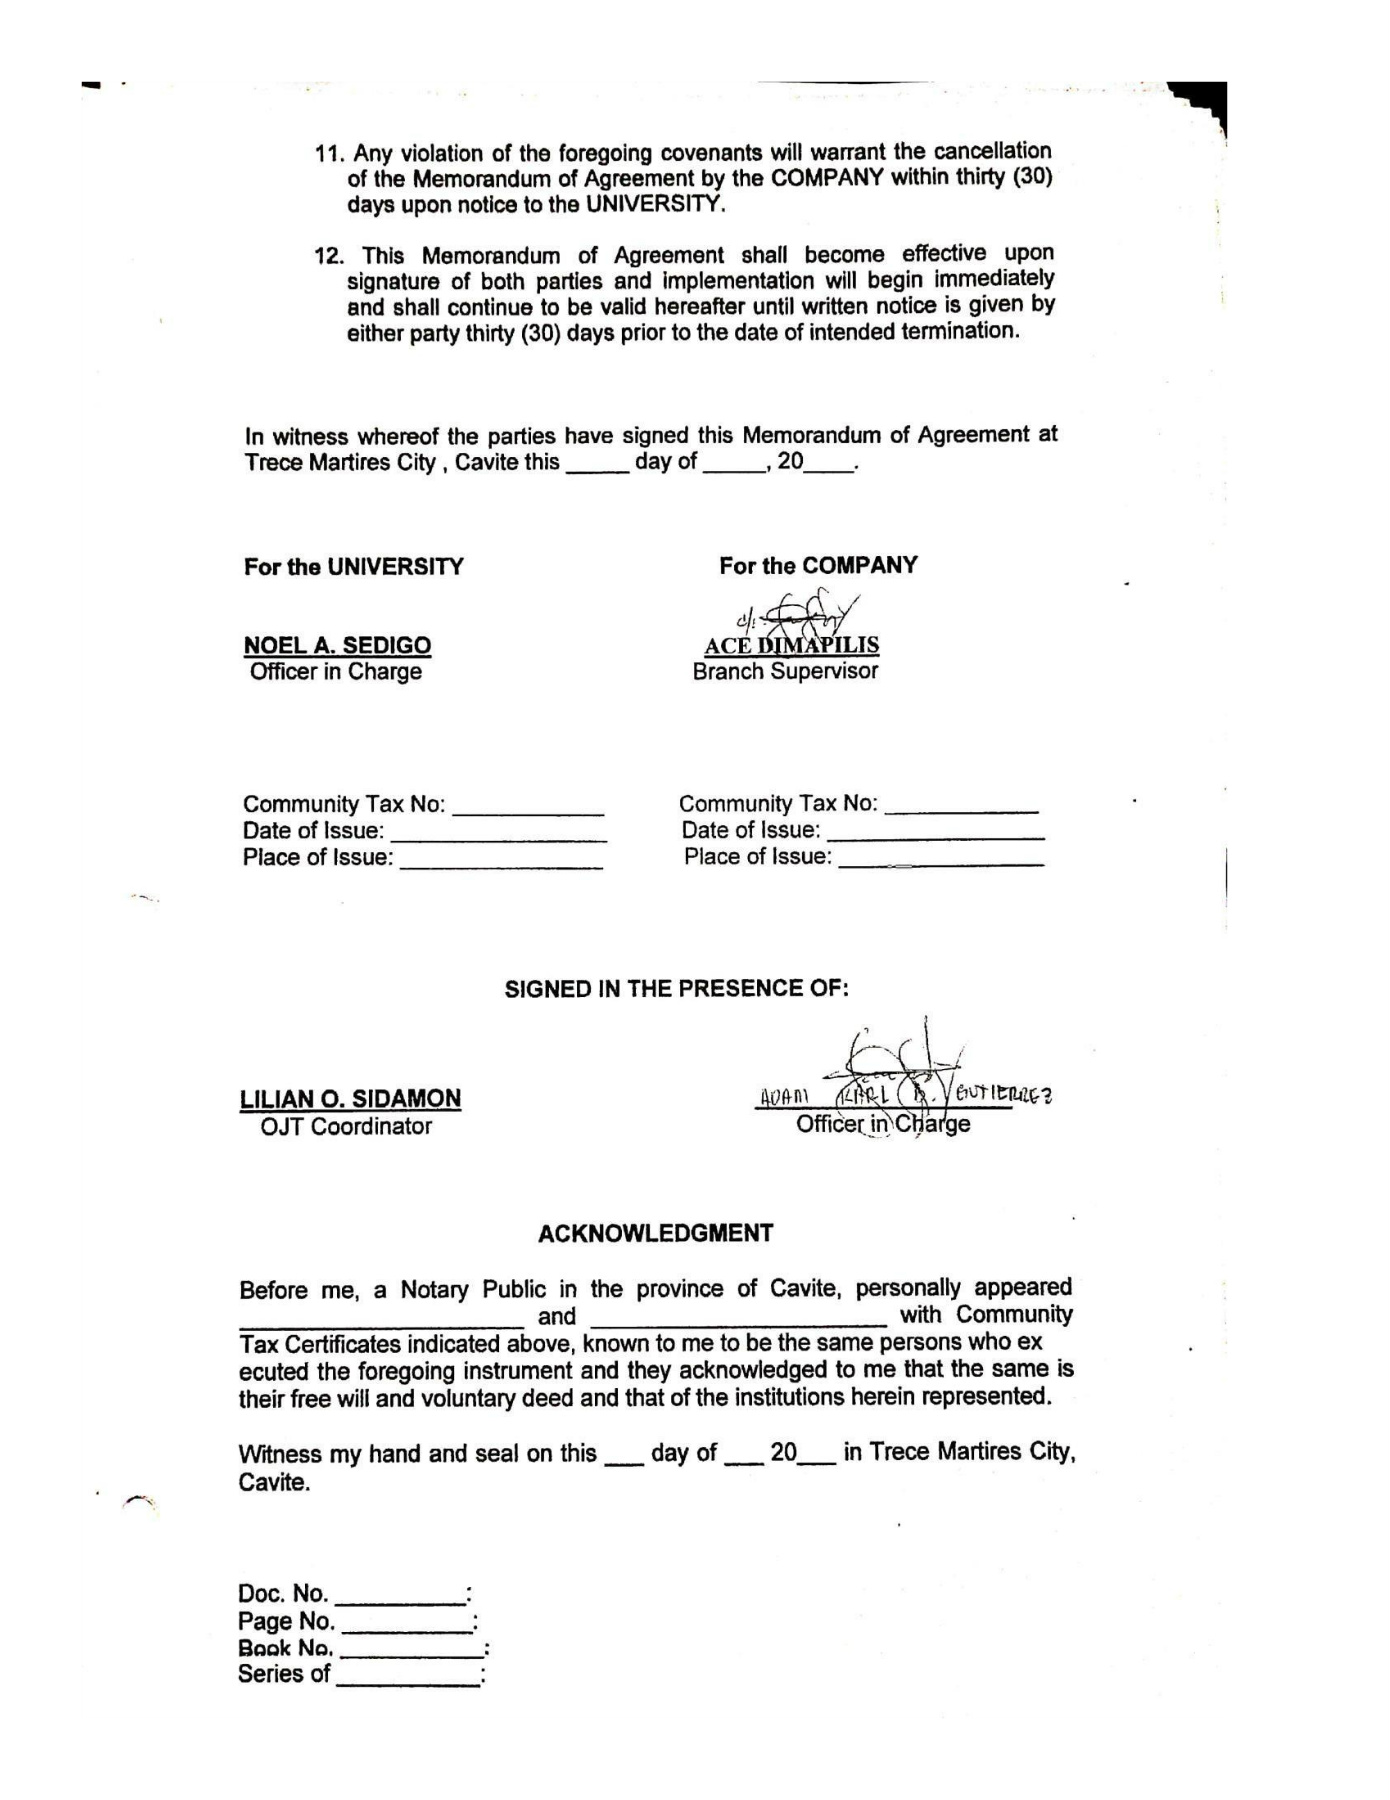 11. Any violation of the foregoing covenants will warrant the cancellation
of the Memorandum of Agreement by the COMPANY within thirty (30)
days upon notice to the UNIVERSITY.
12. This Memorandum of Agreement shall become effective upon
signature of both parties and implementation will begin immediately
and shall continue to be valid hereafter until written notice is given by
either party thirty (30) days prior to the date of intended termination.
In witness whereof the parties have signed this Memorandum of Agreement at
Trece Martires City , Cavite this _____ day of _____, 20____.
For the UNIVERSITY For the COMPANY
NOEL A. SEDIGO ACE DIMAPILIS
Officer in Charge Branch Supervisor
Community Tax No: ____________ Community Tax No: ____________
Date of Issue: _________________ Date of Issue: _________________
Place of Issue: ________________ Place of Issue: ________________
SIGNED IN THE PRESENCE OF:
LILIAN O. SIDAMON ADAM KARL B. GUTIERREZ
OJT Coordinator Officer in Charge
ACKNOWLEDGMENT
Before me, a Notary Public in the province of Cavite, personally appeared
______________________ and _______________________ with Community
Tax Certificates indicated above, known to me to be the same persons who ex
ecuted the foregoing instrument and they acknowledged to me that the same is
their free will and voluntary deed and that of the institutions herein represented.
Witness my hand and seal on this ___ day of ___ 20___ in Trece Martires City,
Cavite.
Doc. No. __________:
Page No. __________:
Book No. ___________:
Series of ___________: